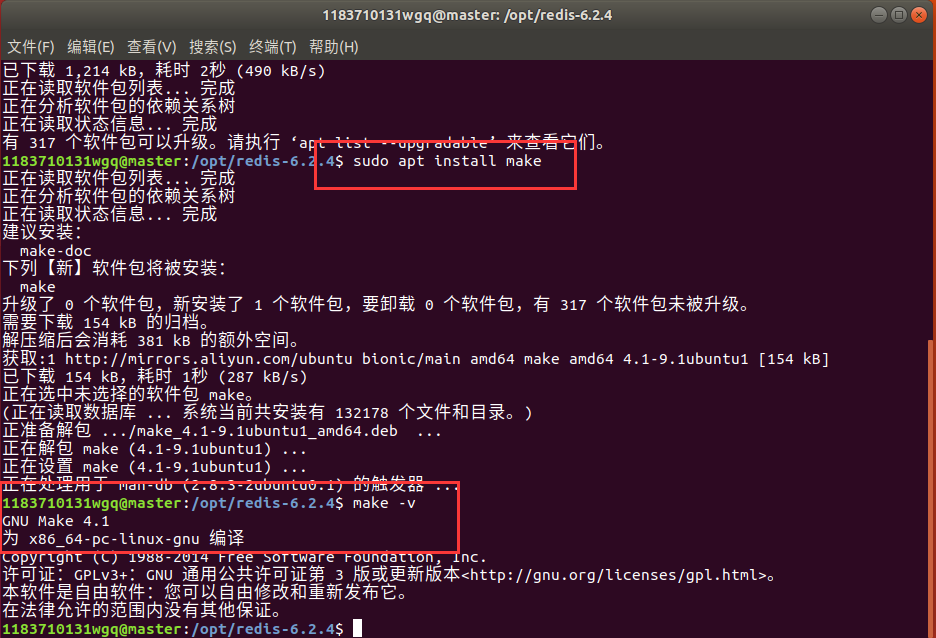 1183710131wgq@master: /opt/redis-6.2.4
文件(F) 编辑(E) 查看(V) 搜索(S) 终端(T) 帮助(H)
已下载 1,214 kB，耗时 2秒 (490 kB/s)
正在读取软件包列表... 完成
正在分析软件包的依赖关系树
正在读取状态信息... 完成
有 317 个软件包可以升级。请执行 ‘apt list --upgradable’ 来查看它们。
1183710131wgq@master:/opt/redis-6.2.4$ sudo apt install make
正在读取软件包列表... 完成
正在分析软件包的依赖关系树
正在读取状态信息... 完成
建议安装：
  make-doc
下列【新】软件包将被安装：
  make
升级了 0 个软件包，新安装了 1 个软件包，要卸载 0 个软件包，有 317 个软件包未被升级。
需要下载 154 kB 的归档。
解压缩后会消耗 381 kB 的额外空间。
获取:1 http://mirrors.aliyun.com/ubuntu bionic/main amd64 make amd64 4.1-9.1ubuntu1 [154 kB]
已下载 154 kB，耗时 1秒 (287 kB/s)
正在选中未选择的软件包 make。
(正在读取数据库 ... 系统当前共安装有 132178 个文件和目录。)
正准备解包 .../make_4.1-9.1ubuntu1_amd64.deb  ...
正在解包 make (4.1-9.1ubuntu1) ...
正在设置 make (4.1-9.1ubuntu1) ...
正在处理用于 man-db (2.8.3-2ubuntu0.1) 的触发器 ...
1183710131wgq@master:/opt/redis-6.2.4$ make -v
GNU Make 4.1
为 x86_64-pc-linux-gnu 编译
Copyright (C) 1988-2014 Free Software Foundation, Inc.
许可证：GPLv3+：GNU 通用公共许可证第 3 版或更新版本<http://gnu.org/licenses/gpl.html>。
本软件是自由软件：您可以自由修改和重新发布它。
在法律允许的范围内没有其他保证。
1183710131wgq@master:/opt/redis-6.2.4$